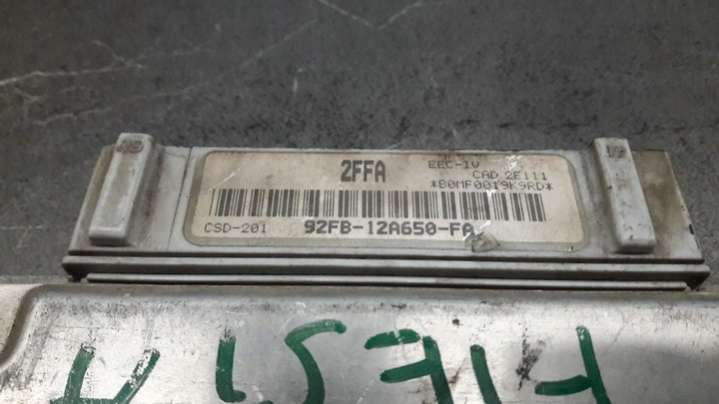 2FFA
EEC-IV
CAD 2E111
*80MF0019K9RD*
CSD-201
92FB-12A650-FA